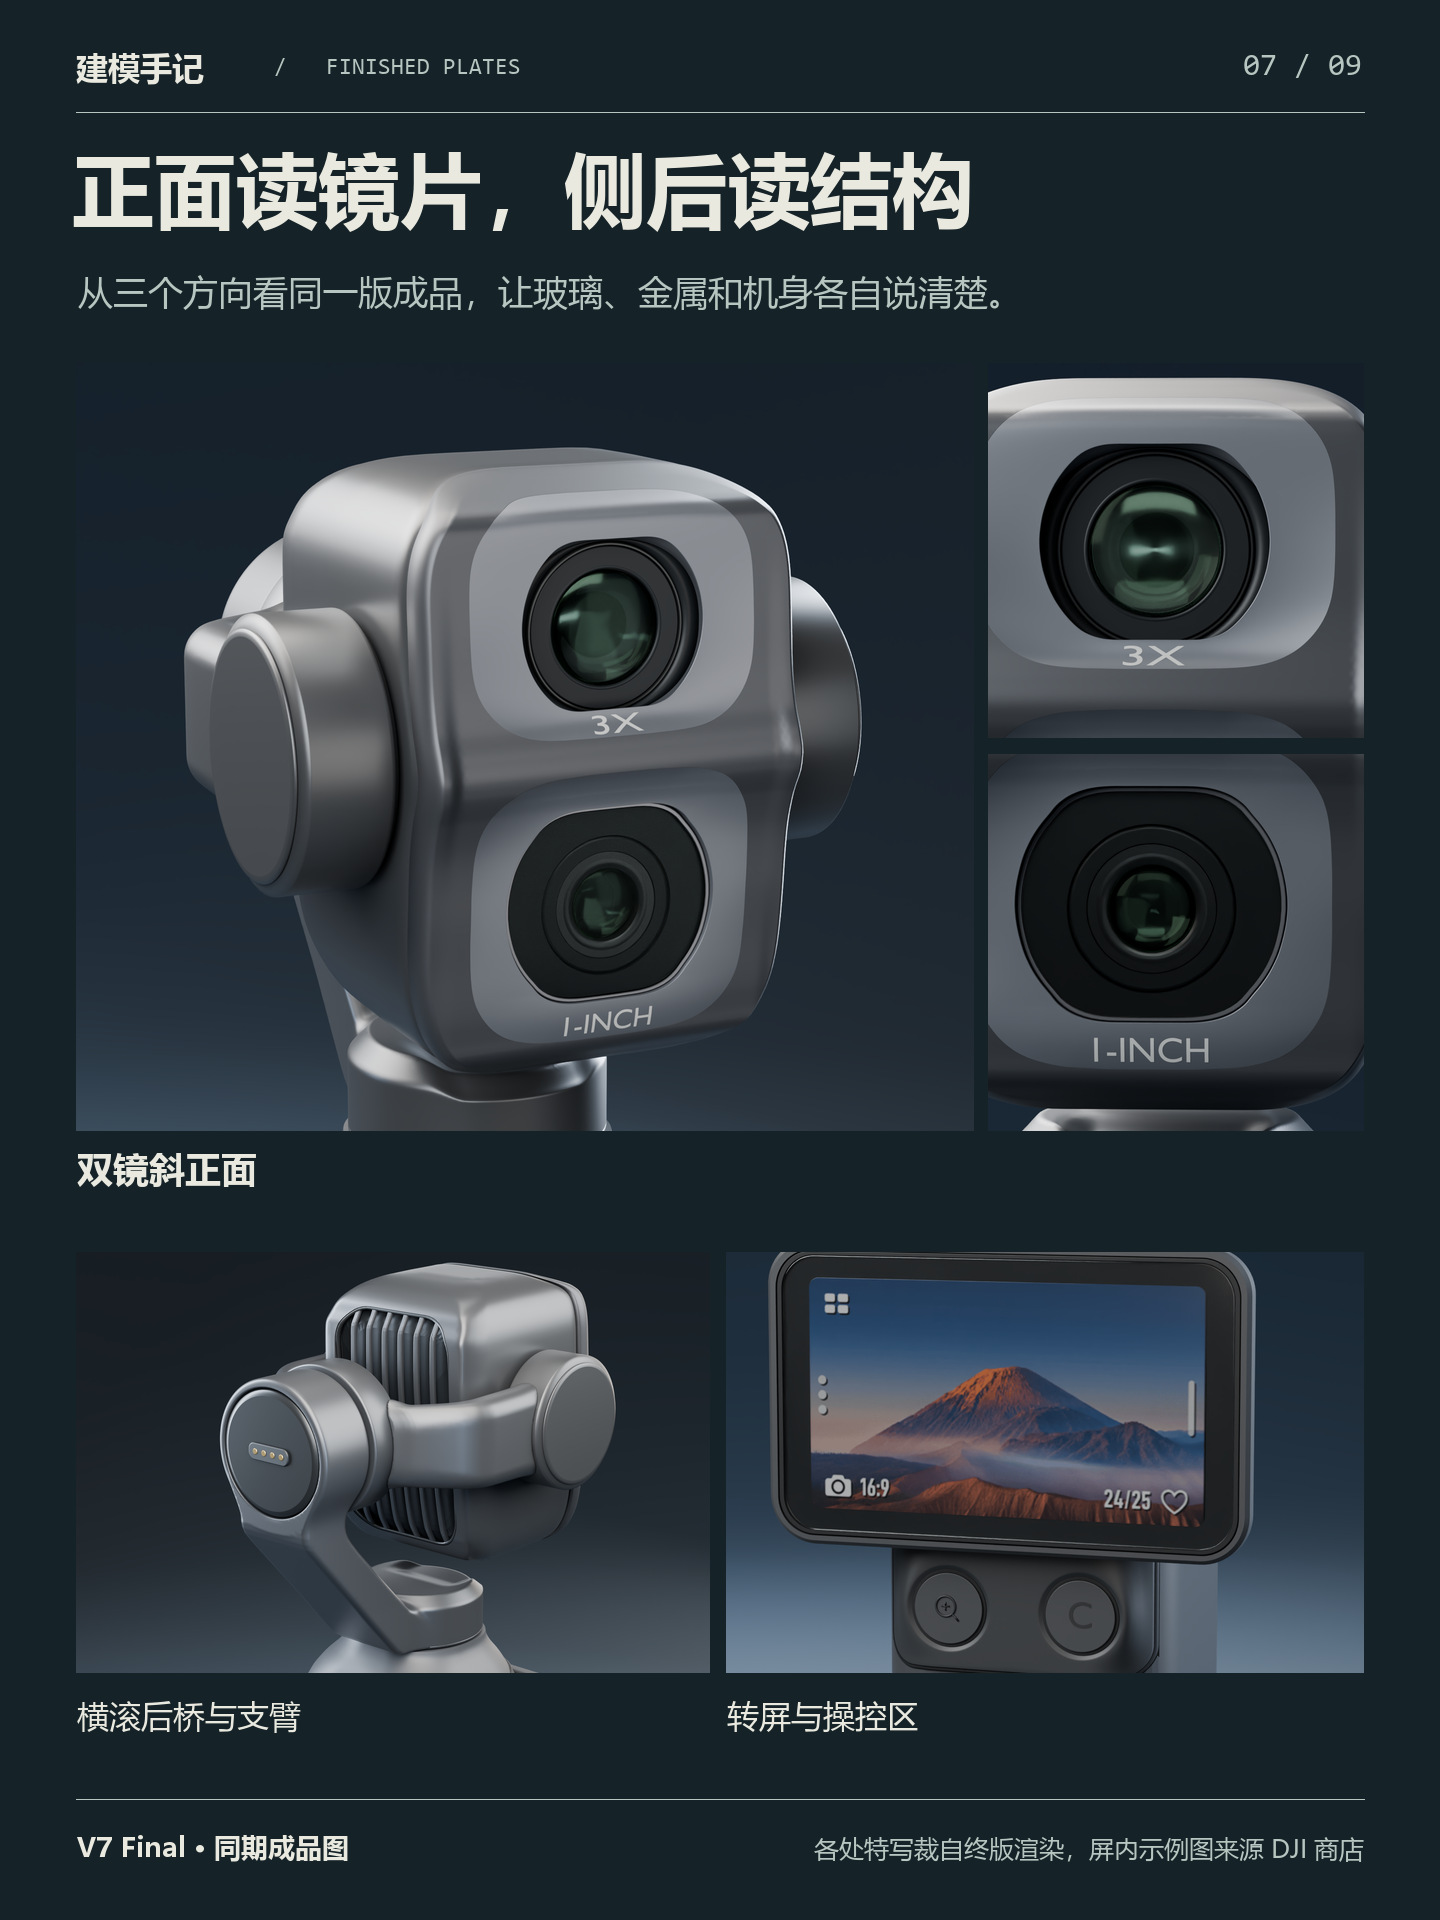 建模手记 / FINISHED PLATES
07 / 09
正面读镜片，侧后读结构
从三个方向看同一版成品，让玻璃、金属和机身各自说清楚。
3X
1-INCH
3X
1-INCH
双镜斜正面
16:9
24/25
C
横滚后桥与支臂
转屏与操控区
V7 Final • 同期成品图
各处特写裁自终版渲染，屏内示例图来源 DJI 商店